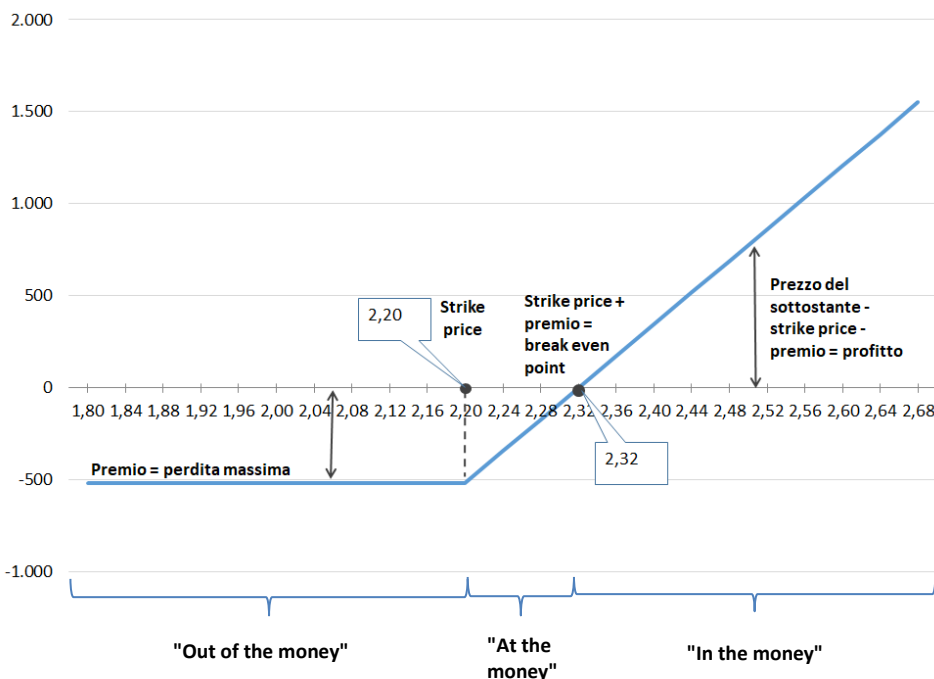 2.000
1.500
1.000
500
0
-500
-1.000
2,20
Strike
price
Strike price +
premio =
break even
point
Prezzo del
sottostante -
strike price -
premio = profitto
1,80 1,84 1,88 1,92 1,96 2,00 2,04 2,08 2,12 2,16 2,20 2,24 2,28 2,32 2,36 2,40 2,44 2,48 2,52 2,56 2,60 2,64 2,68
2,32
Premio = perdita massima
"Out of the money"
"At the
money"
"In the money"